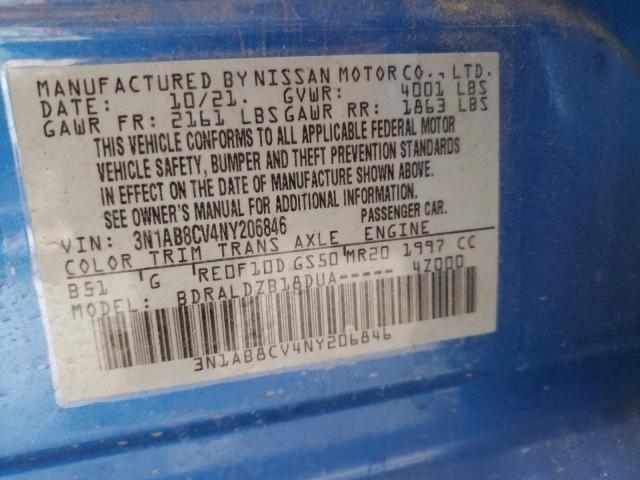 MANUFACTURED BY NISSAN MOTOR CO., LTD.
DATE: 10/21. GVWR: 4001 LBS
GAWR FR: 2161 LBS GAWR RR: 1863 LBS
THIS VEHICLE CONFORMS TO ALL APPLICABLE FEDERAL MOTOR
VEHICLE SAFETY, BUMPER AND THEFT PREVENTION STANDARDS
IN EFFECT ON THE DATE OF MANUFACTURE SHOWN ABOVE.
SEE OWNER'S MANUAL FOR ADDITIONAL INFORMATION.
VIN: 3N1AB8CV4NY206846 PASSENGER CAR.
COLOR TRIM TRANS AXLE ENGINE
B51 G RE0F10D GS50 MR20 1997 CC
MODEL: BDRALDZB18DUA----- 4Z000
3N1AB8CV4NY206846